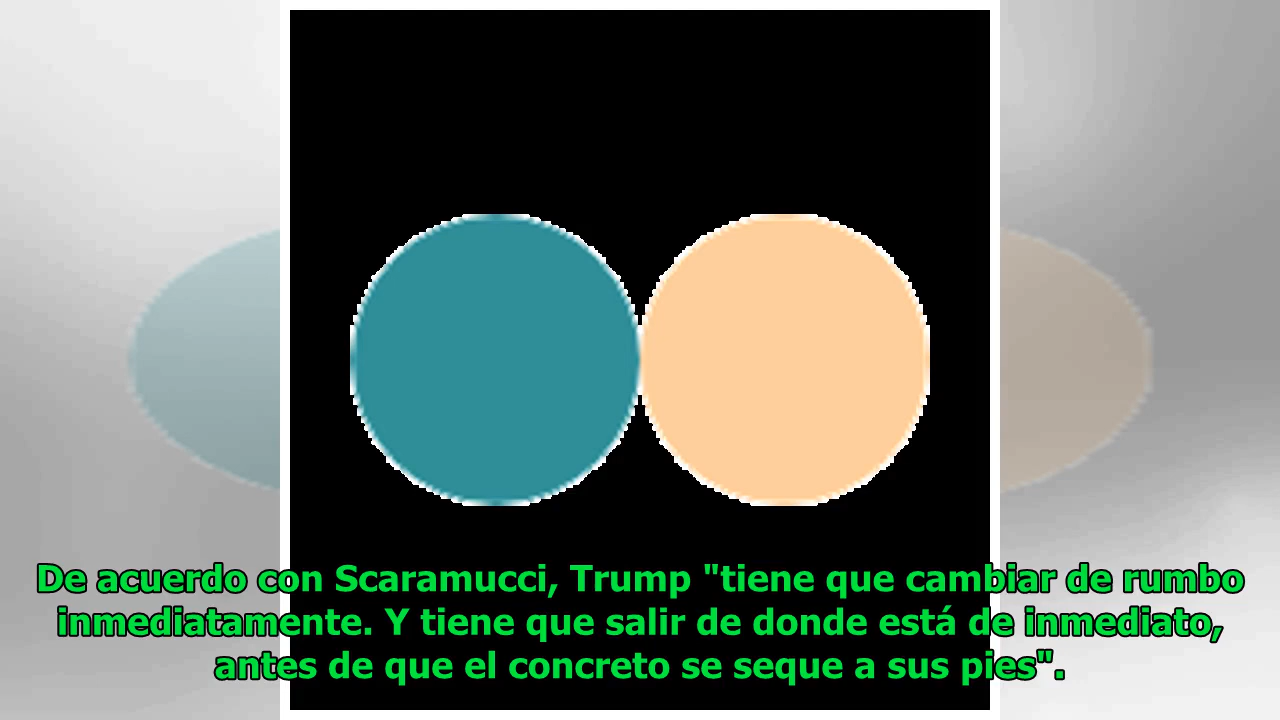 De acuerdo con Scaramucci, Trump "tiene que cambiar de rumbo
inmediatamente. Y tiene que salir de donde está de inmediato,
antes de que el concreto se seque a sus pies".